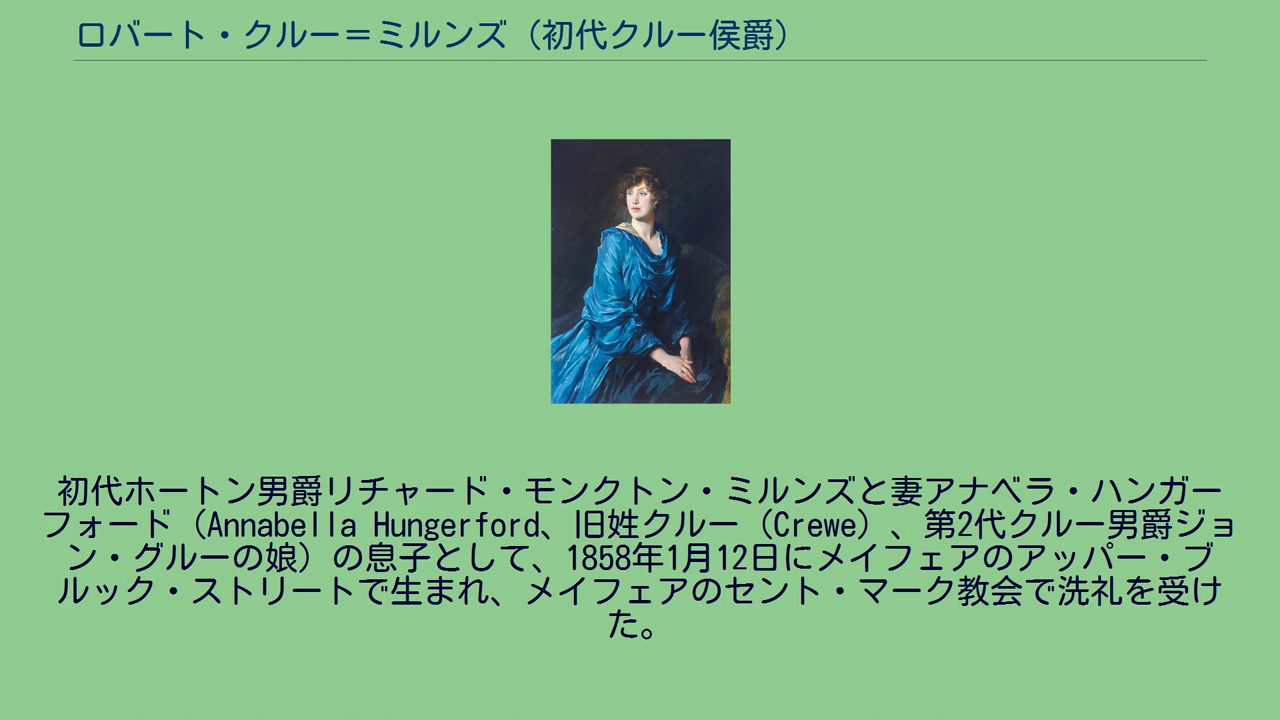 ロバート・クルー＝ミルンズ（初代クルー侯爵）
初代ホートン男爵リチャード・モンクトン・ミルンズと妻アナベラ・ハンガー
フォード（Annabella Hungerford、旧姓クルー（Crewe）、第2代クルー男爵ジョ
ン・グルーの娘）の息子として、1858年1月12日にメイフェアのアッパー・ブ
ルック・ストリートで生まれ、メイフェアのセント・マーク教会で洗礼を受け
た。